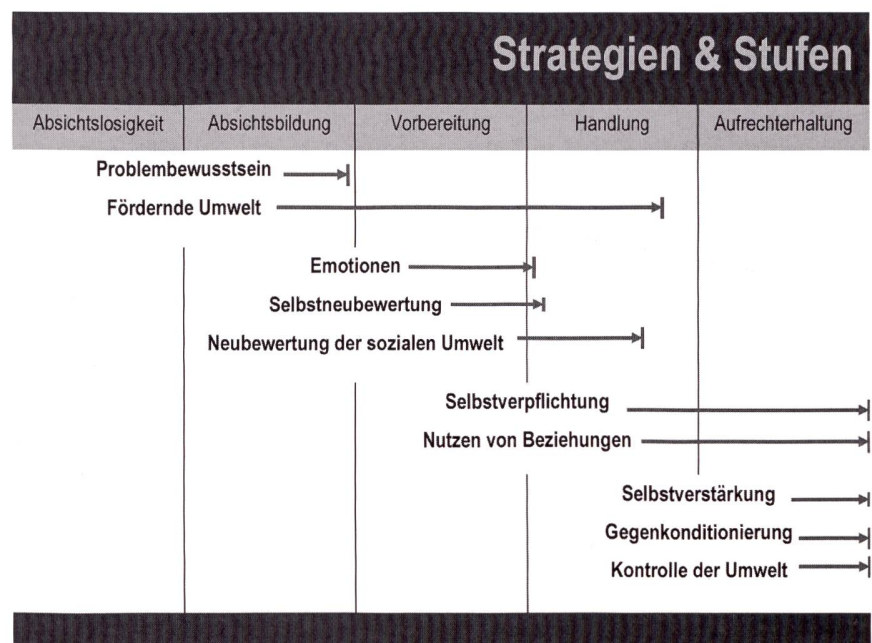 Strategien & Stufen
Absichtslosigkeit Absichtsbildung Vorbereitung Handlung Aufrechterhaltung
Problembewusstsein
Fördernde Umwelt
Emotionen
Selbstneubewertung
Neubewertung der sozialen Umwelt
Selbstverpflichtung
Nutzen von Beziehungen
Selbstverstärkung
Gegenkonditionierung
Kontrolle der Umwelt